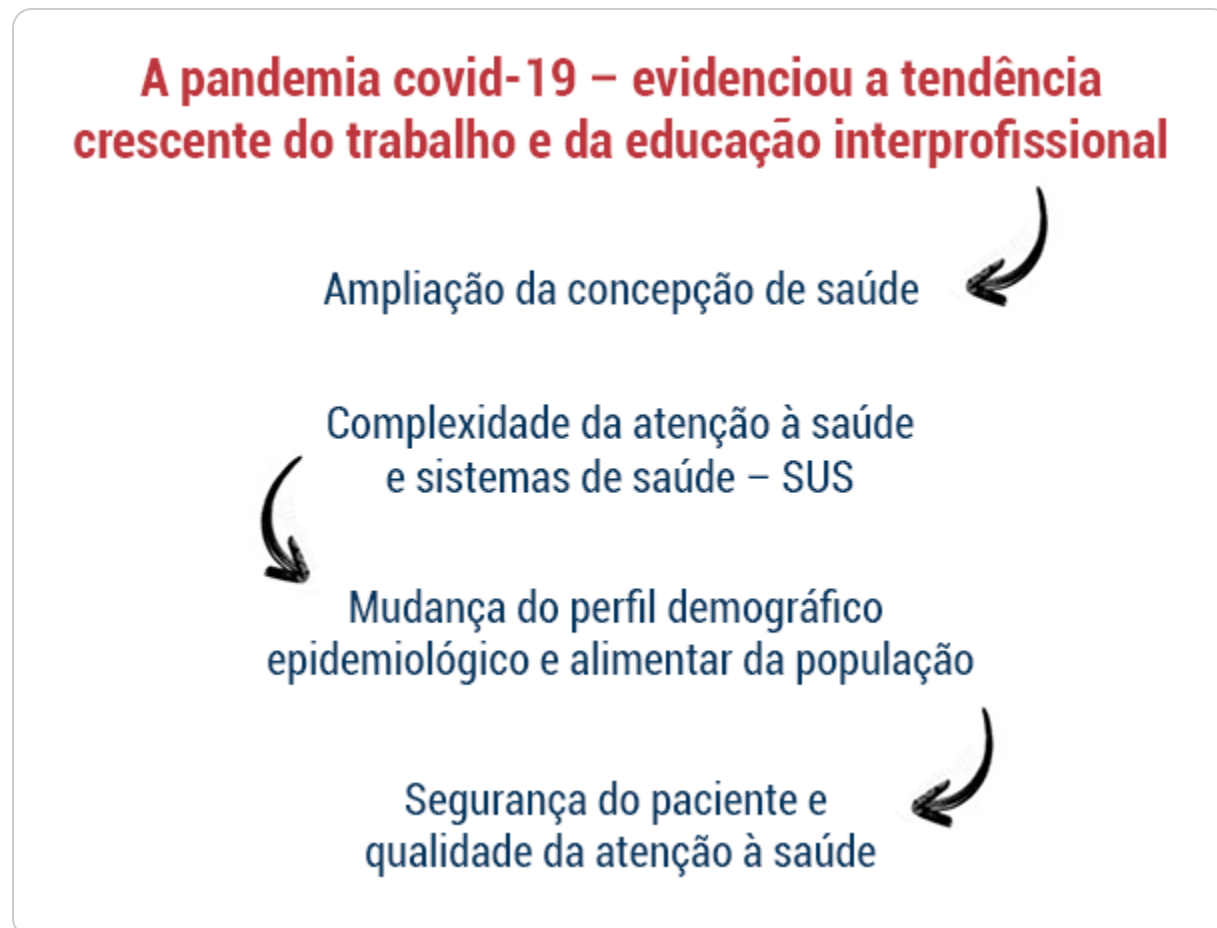 A pandemia covid-19 – evidenciou a tendência
crescente do trabalho e da educação interprofissional
Ampliação da concepção de saúde
Complexidade da atenção à saúde
e sistemas de saúde – SUS
Mudança do perfil demográfico
epidemiológico e alimentar da população
Segurança do paciente e
qualidade da atenção à saúde